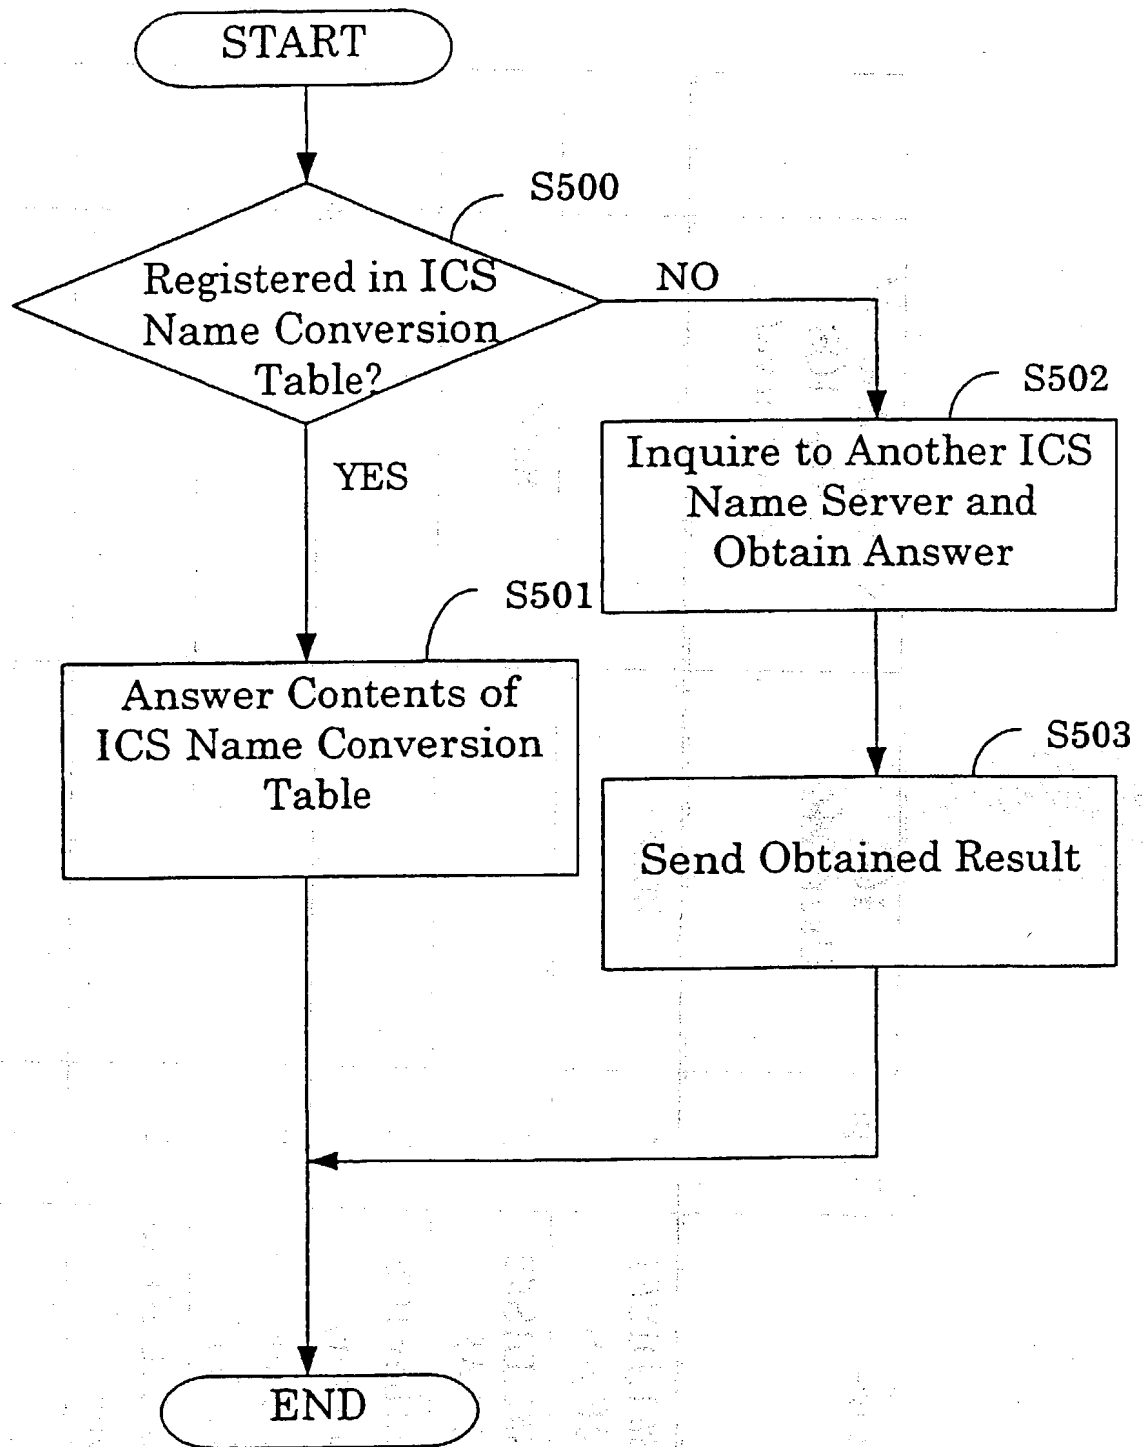 START
S500
Registered in ICS
Name Conversion
Table?
NO
YES
S502
Inquire to Another ICS
Name Server and
Obtain Answer
S501
Answer Contents of
ICS Name Conversion
Table
S503
Send Obtained Result
END